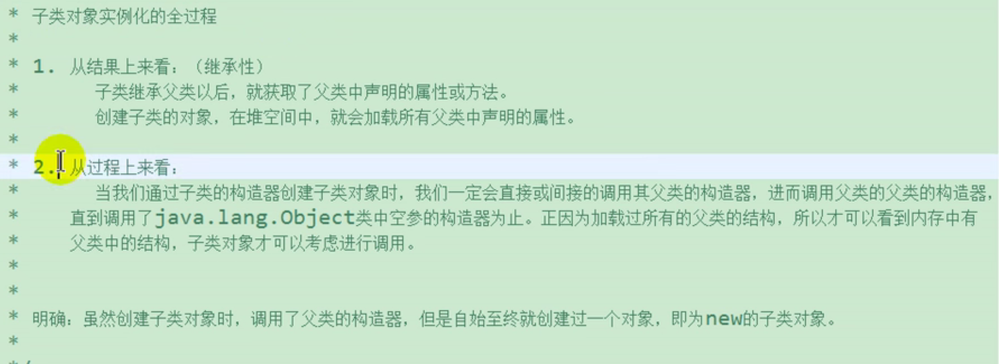 * 子类对象实例化的全过程
*
* 1. 从结果上来看：（继承性）
* 子类继承父类以后，就获取了父类中声明的属性或方法。
* 创建子类的对象，在堆空间中，就会加载所有父类中声明的属性。
*
* 2. 从过程上来看：
* 当我们通过子类的构造器创建子类对象时，我们一定会直接或间接的调用其父类的构造器，进而调用父类的父类的构造器，
* 直到调用了java.lang.Object类中空参的构造器为止。正因为加载过所有的父类的结构，所以才可以看到内存中有
* 父类中的结构，子类对象才可以考虑进行调用。
*
*
* 明确：虽然创建子类对象时，调用了父类的构造器，但是自始至终就创建过一个对象，即为new的子类对象。
*
*/